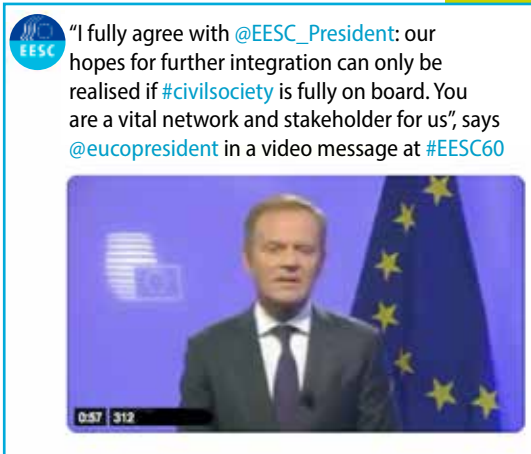 EESC
“I fully agree with @EESC_President: our
hopes for further integration can only be
realised if #civilsociety is fully on board. You
are a vital network and stakeholder for us”, says
@eucopresident in a video message at #EESC60
0:57 312